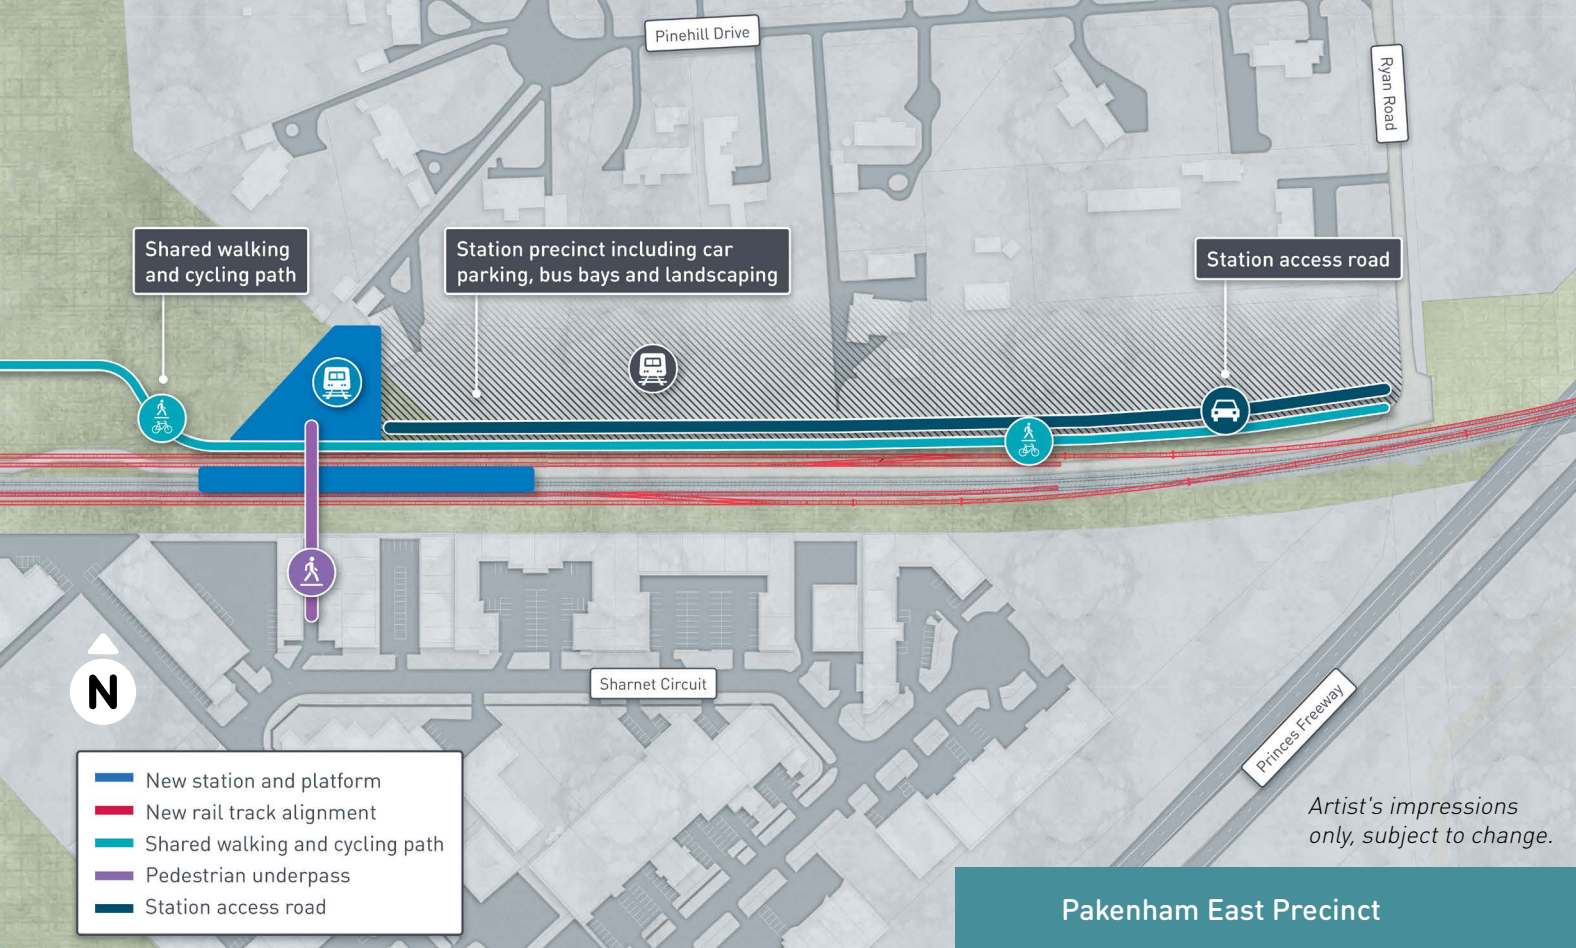 Pinehill Drive
Ryan Road
Shared walking
and cycling path
Station precinct including car
parking, bus bays and landscaping
Station access road
Sharnet Circuit
N
Princes Freeway
New station and platform
New rail track alignment
Shared walking and cycling path
Pedestrian underpass
Station access road
Artist's impressions
only, subject to change.
Pakenham East Precinct